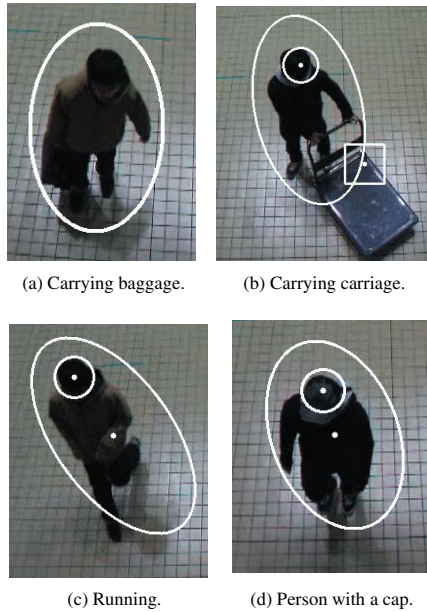 (a) Carrying baggage.
(b) Carrying carriage.
(c) Running.
(d) Person with a cap.